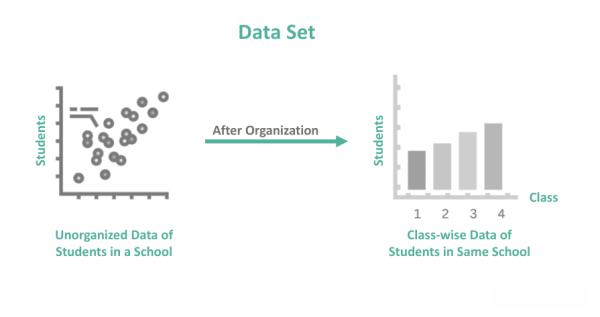 Data Set
Students
After Organization
Students
Class
1 2 3 4
Unorganized Data of
Students in a School
Class-wise Data of
Students in Same School